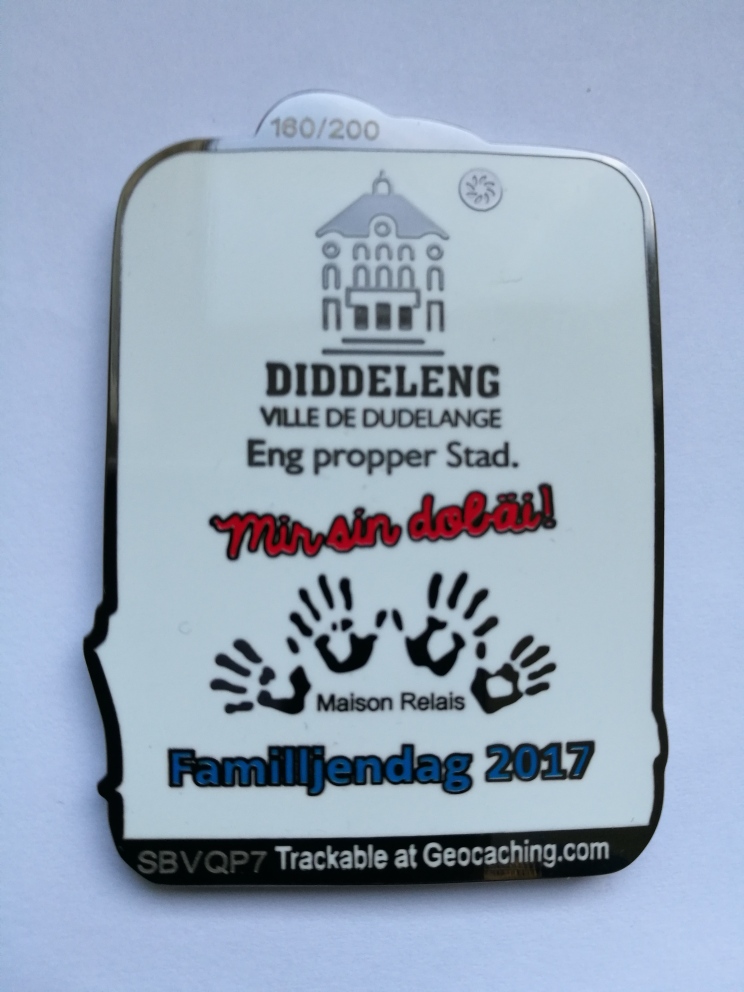 160/200
DIDDELENG
VILLE DE DUDELANGE
Eng propper Stad.
Mir sin dobäi!
Maison Relais
Familljendag 2017
SBVQP7 Trackable at Geocaching.com